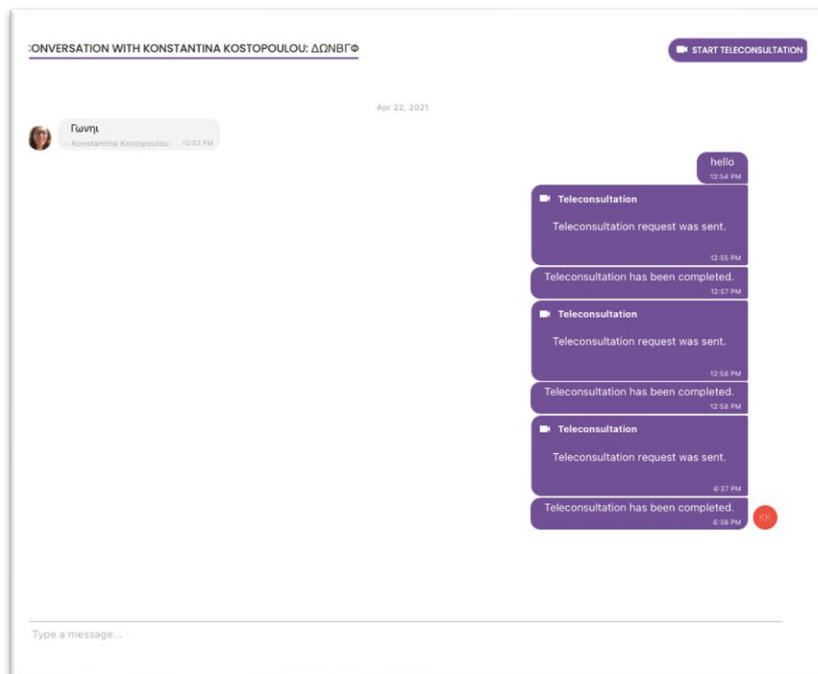 :ONVERSATION WITH KONSTANTINA KOSTOPOULOU: ΔΩΝΒΓΦ
START TELECONSULTATION
Apr 22, 2021
Γωνηι
- Konstantina Kostopoulou 12:53 PM
hello
12:54 PM
Teleconsultation
Teleconsultation request was sent.
12:55 PM
Teleconsultation has been completed.
12:57 PM
Teleconsultation
Teleconsultation request was sent.
12:58 PM
Teleconsultation has been completed.
12:58 PM
Teleconsultation
Teleconsultation request was sent.
6:37 PM
Teleconsultation has been completed.
6:38 PM
KK
Type a message...